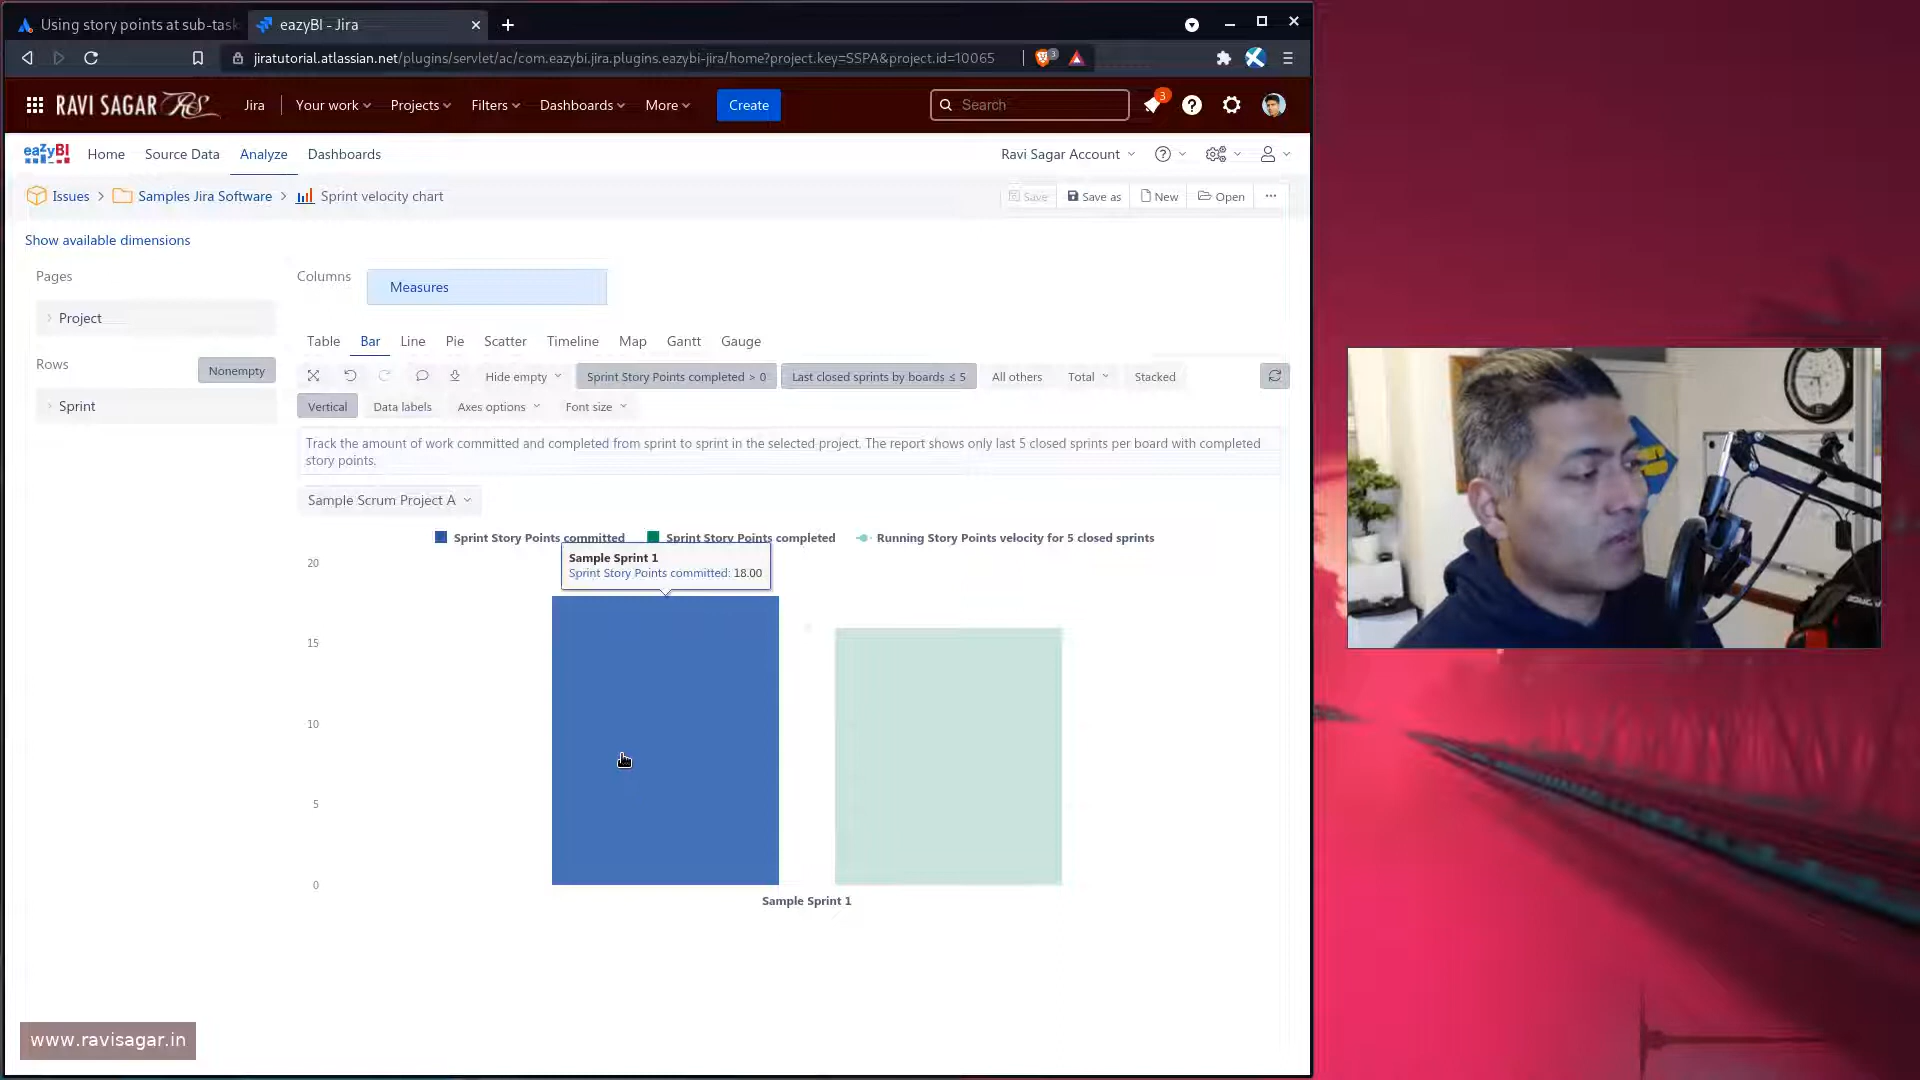 Using story points at sub-task
eazyBI - Jira
jiratutorial.atlassian.net/plugins/servlet/ac/com.eazybi.jira.plugins.eazybi-jira/home?project.key=SSPA&project.id=10065
3
RAVI SAGAR RS
Jira
Your work
Projects
Filters
Dashboards
More
Create
Search
3
eazyBI
Home
Source Data
Analyze
Dashboards
Ravi Sagar Account
Issues
Samples Jira Software
Sprint velocity chart
Save
Save as
New
Open
Show available dimensions
Pages
Columns
Measures
Project
Table
Bar
Line
Pie
Scatter
Timeline
Map
Gantt
Gauge
Rows
Nonempty
Hide empty
Sprint Story Points completed > 0
Last closed sprints by boards ≤ 5
All others
Total
Stacked
Sprint
Vertical
Data labels
Axes options
Font size
Track the amount of work committed and completed from sprint to sprint in the selected project. The report shows only last 5 closed sprints per board with completed
story points.
Sample Scrum Project A
Sprint Story Points committed
Sprint Story Points completed
Running Story Points velocity for 5 closed sprints
Sample Sprint 1
Sprint Story Points committed: 18.00
20
15
10
5
0
Sample Sprint 1
www.ravisagar.in